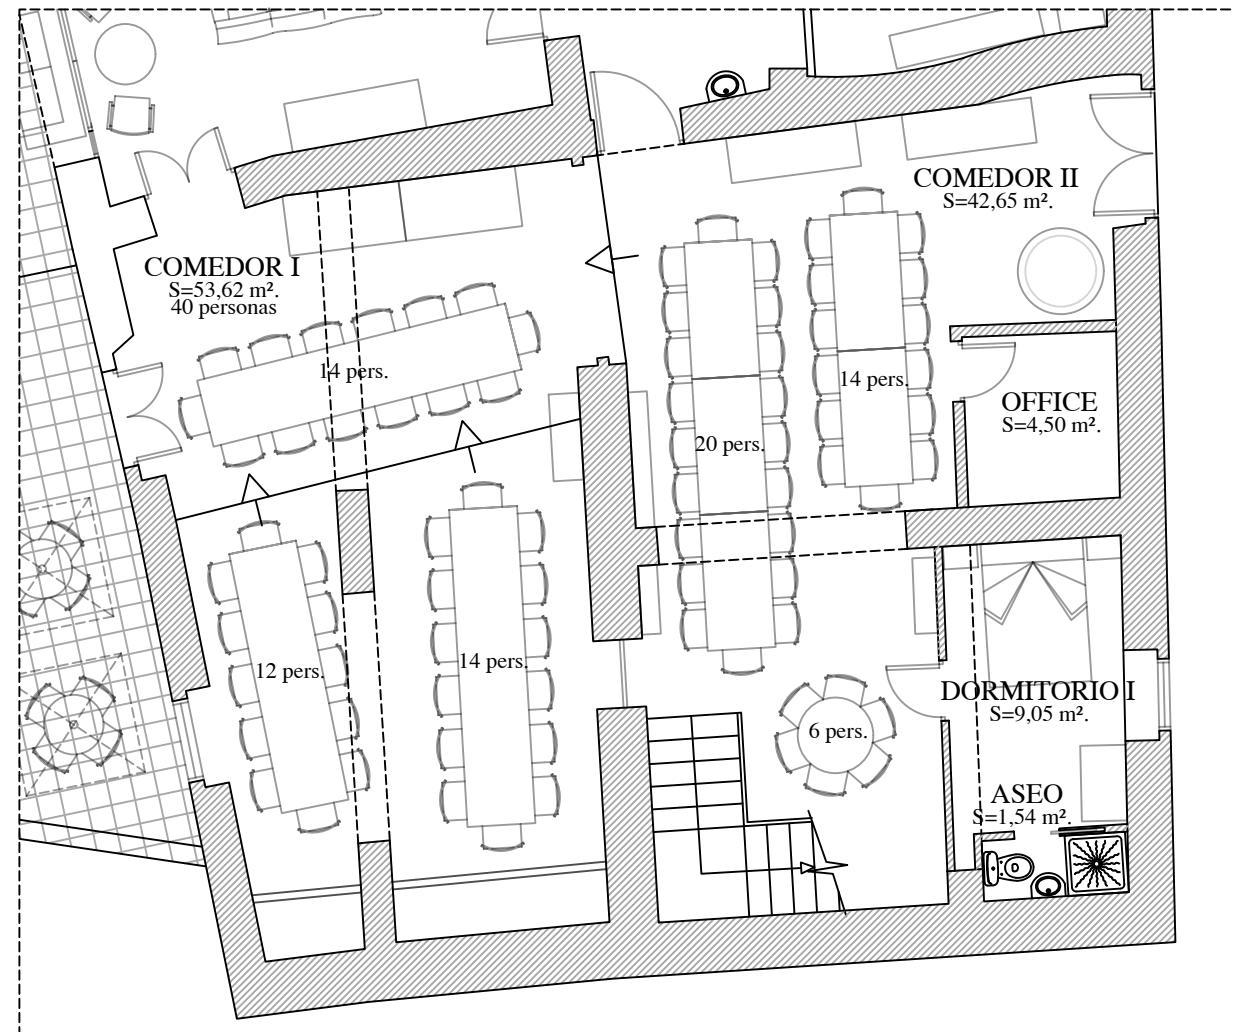 COMEDOR II
S=42,65 m².
COMEDOR I
S=53,62 m².
40 personas
14 pers.
14 pers.
OFFICE
S=4,50 m².
20 pers.
12 pers.
14 pers.
DORMITORIO I
S=9,05 m².
6 pers.
ASEO
S=1,54 m².